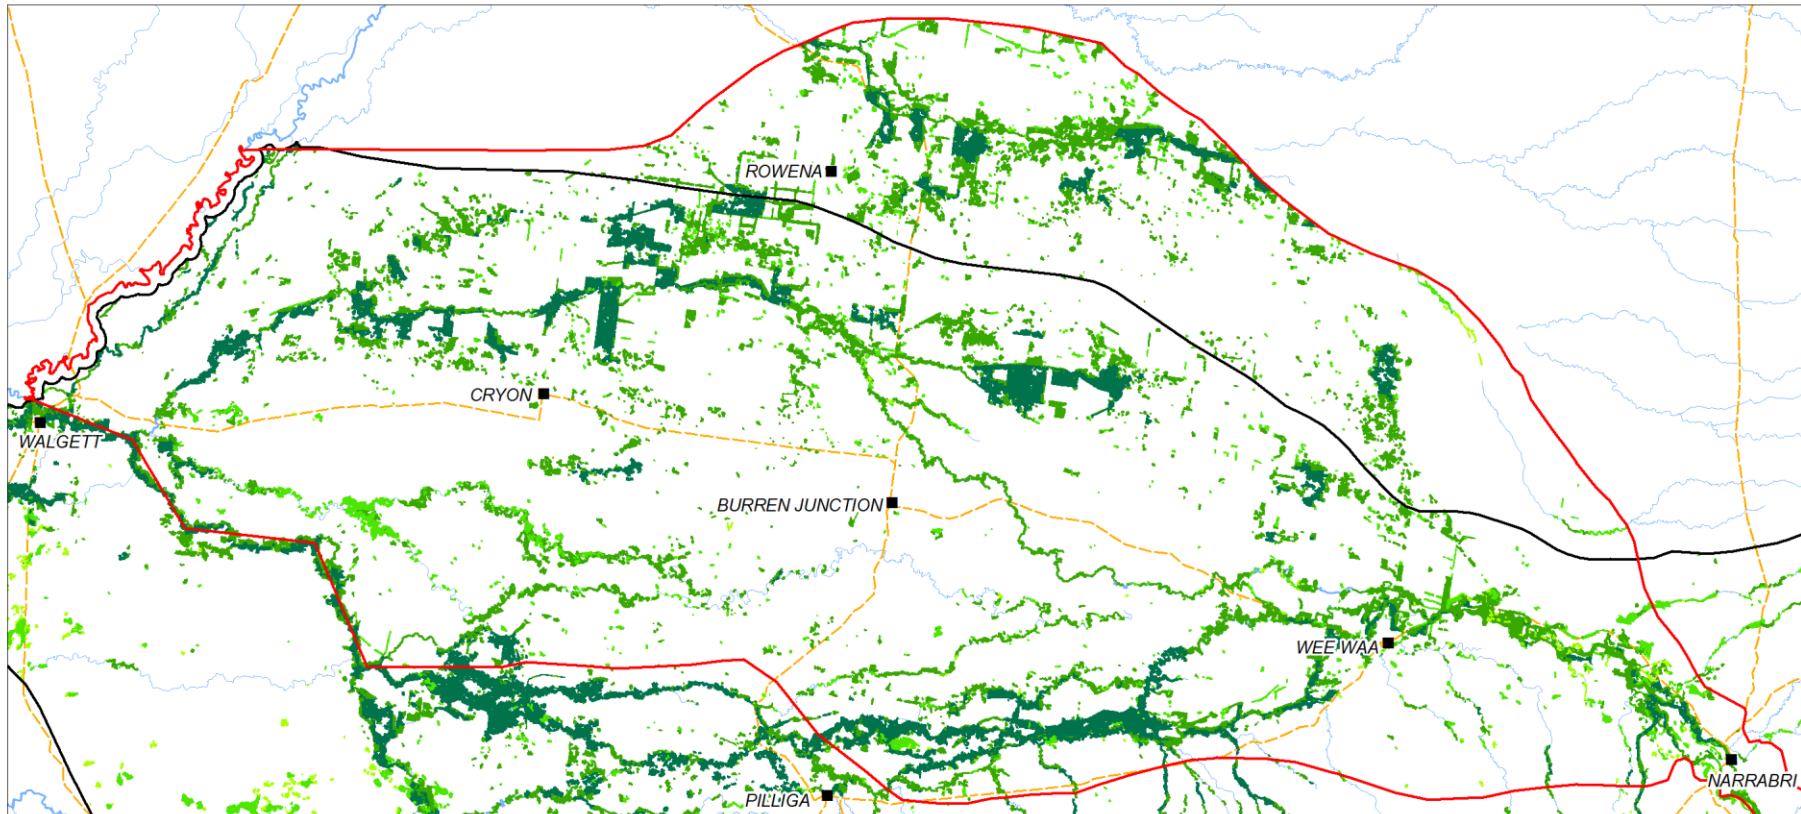 ROWENA
CRYON
WALGETT
BURREN JUNCTION
WEE WAA
NARRABRI
PILLIGA